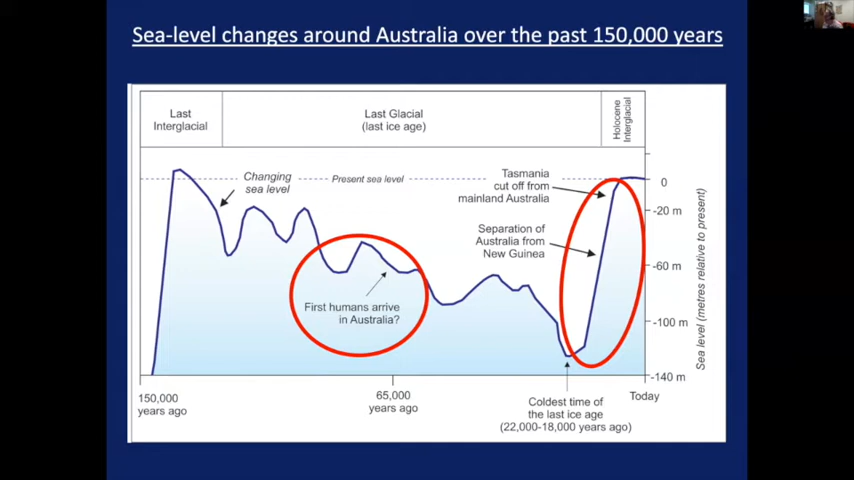 Sea-level changes around Australia over the past 150,000 years
Last
Interglacial
Last Glacial
(last ice age)
Holocene
Interglacial
Changing
sea level
Present sea level
Tasmania
cut off from
mainland Australia
Separation of
Australia from
New Guinea
First humans arrive
in Australia?
0
-20 m
-60 m
-100 m
-140 m
Sea level (metres relative to present)
150,000
years ago
65,000
years ago
Coldest time of
the last ice age
(22,000-18,000 years ago)
Today